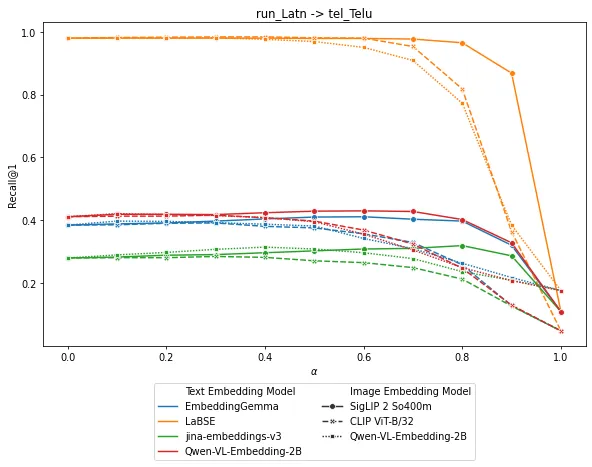 run_Latn -> tel_Telu
Recall@1
1.0
0.8
0.6
0.4
0.2
0.0 0.2 0.4 0.6 0.8 1.0
α
Text Embedding Model Image Embedding Model
EmbeddingGemma SigLIP 2 So400m
LaBSE CLIP ViT-B/32
jina-embeddings-v3 Qwen-VL-Embedding-2B
Qwen-VL-Embedding-2B